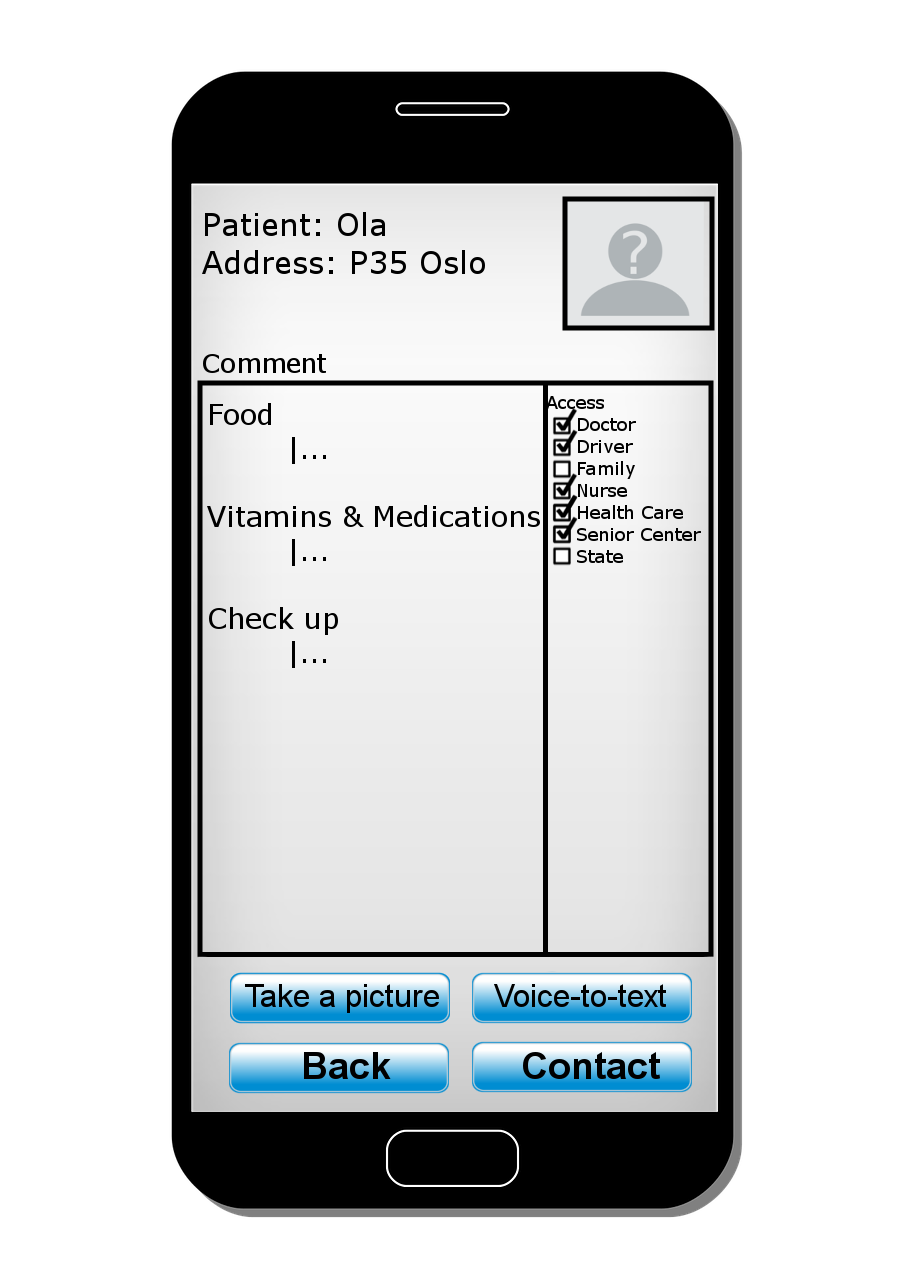 Patient: Ola
Address: P35 Oslo
?
Comment
Food
|...
Vitamins & Medications
|...
Check up
|...
Access
Doctor
Driver
Family
Nurse
Health Care
Senior Center
State
Take a picture
Voice-to-text
Back
Contact